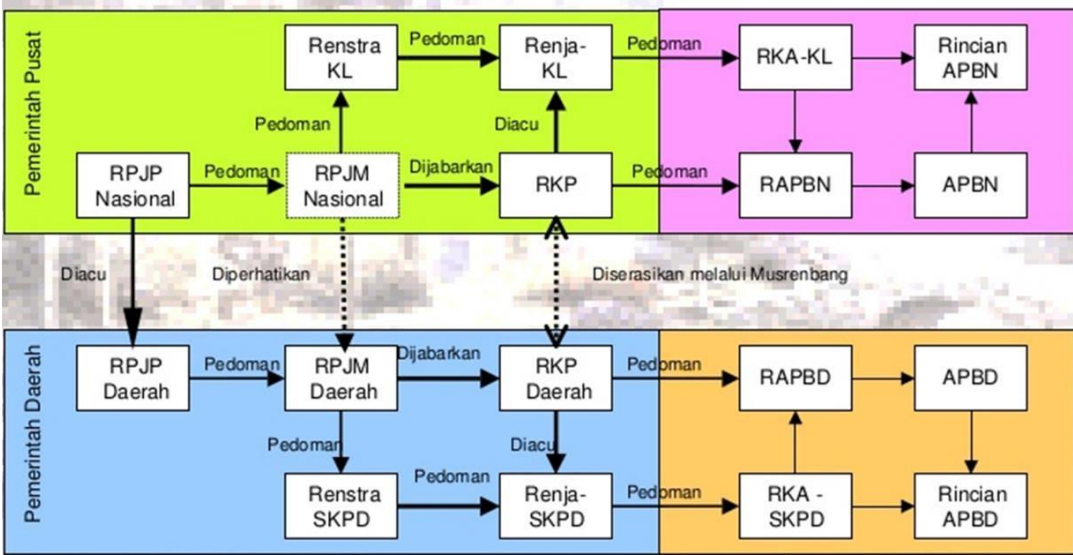 Pemerintah Pusat
Renstra
KL
Pedoman
Renja-
KL
Pedoman
RKA-KL
Rincian
APBN
Pedoman
Diacu
RPJP
Nasional
Pedoman
RPJM
Nasional
Dijabarkan
RKP
Pedoman
RAPBN
APBN
Diacu
Diperhatikan
Diserasikan melalui Musrenbang
Pemerintah Daerah
RPJP
Daerah
Pedoman
RPJM
Daerah
Dijabarkan
RKP
Daerah
Pedoman
RAPBD
APBD
Pedoman
Diacu
Renstra
SKPD
Pedoman
Renja-
SKPD
Pedoman
RKA -
SKPD
Rincian
APBD